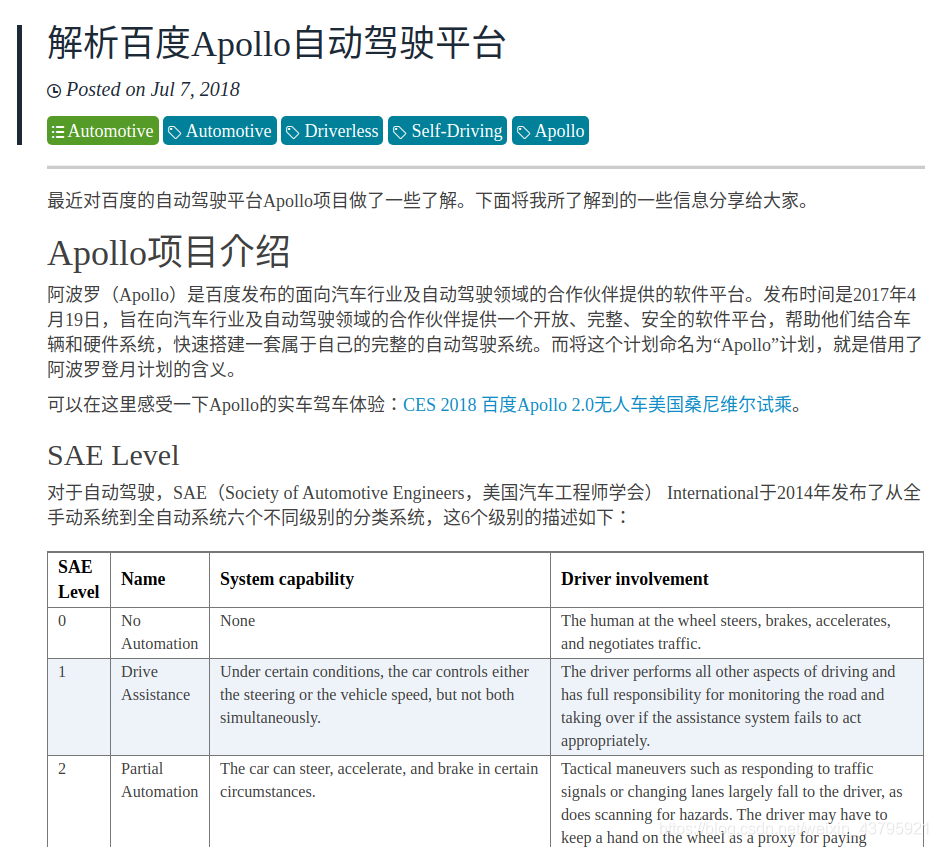 解析百度Apollo自动驾驶平台
Posted on Jul 7, 2018
Automotive Automotive Driverless Self-Driving Apollo
最近对百度的自动驾驶平台Apollo项目做了一些了解。下面将我所了解到的一些信息分享给大家。
Apollo项目介绍
阿波罗（Apollo）是百度发布的面向汽车行业及自动驾驶领域的合作伙伴提供的软件平台。发布时间是2017年4
月19日，旨在向汽车行业及自动驾驶领域的合作伙伴提供一个开放、完整、安全的软件平台，帮助他们结合车
辆和硬件系统，快速搭建一套属于自己的完整的自动驾驶系统。而将这个计划命名为“Apollo”计划，就是借用了
阿波罗登月计划的含义。
可以在这里感受一下Apollo的实车驾车体验：CES 2018 百度Apollo 2.0无人车美国桑尼维尔试乘。
SAE Level
对于自动驾驶，SAE（Society of Automotive Engineers，美国汽车工程师学会） International于2014年发布了从全
手动系统到全自动系统六个不同级别的分类系统，这6个级别的描述如下：
SAE
Level
Name
System capability
Driver involvement
0
No
Automation
None
The human at the wheel steers, brakes, accelerates,
and negotiates traffic.
1
Drive
Assistance
Under certain conditions, the car controls either
the steering or the vehicle speed, but not both
simultaneously.
The driver performs all other aspects of driving and
has full responsibility for monitoring the road and
taking over if the assistance system fails to act
appropriately.
2
Partial
Automation
The car can steer, accelerate, and brake in certain
circumstances.
Tactical maneuvers such as responding to traffic
signals or changing lanes largely fall to the driver, as
does scanning for hazards. The driver may have to
keep a hand on the wheel as a proxy for paying
https://blog.csdn.net/weixin_43795921